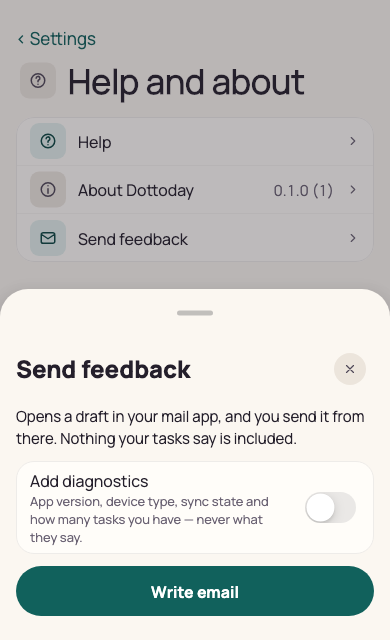 ‹ Settings
Help and about
Help
About Dottoday 0.1.0 (1)
Send feedback
Send feedback
Opens a draft in your mail app, and you send it from
there. Nothing your tasks say is included.
Add diagnostics
App version, device type, sync state and
how many tasks you have — never what
they say.
Write email